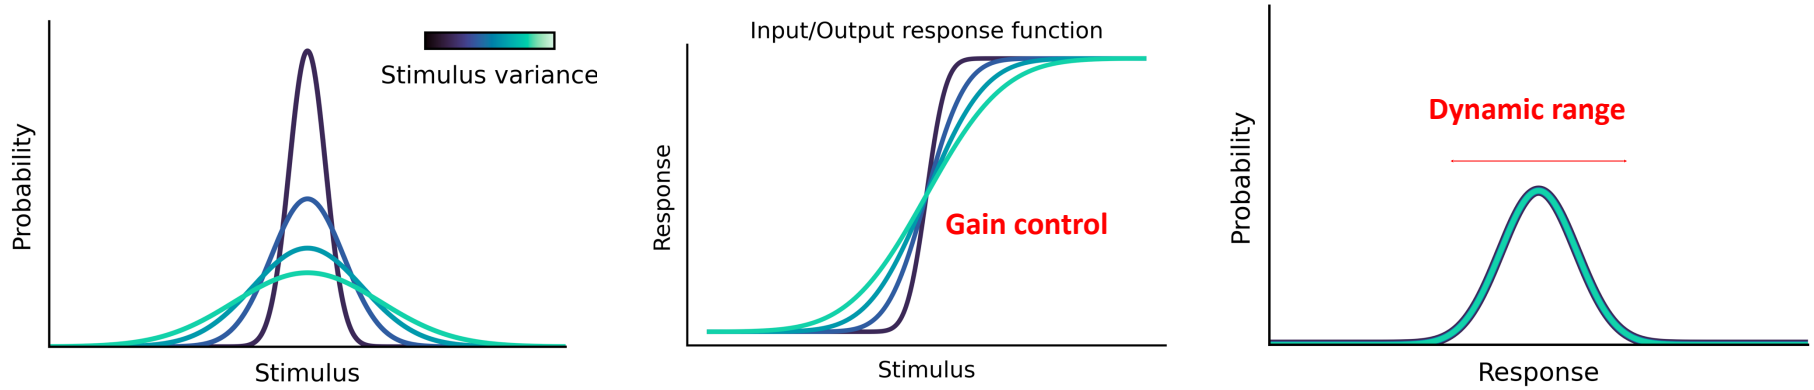 Probability
Stimulus variance
Stimulus
Input/Output response function
Response
Gain control
Stimulus
Probability
Dynamic range
Response